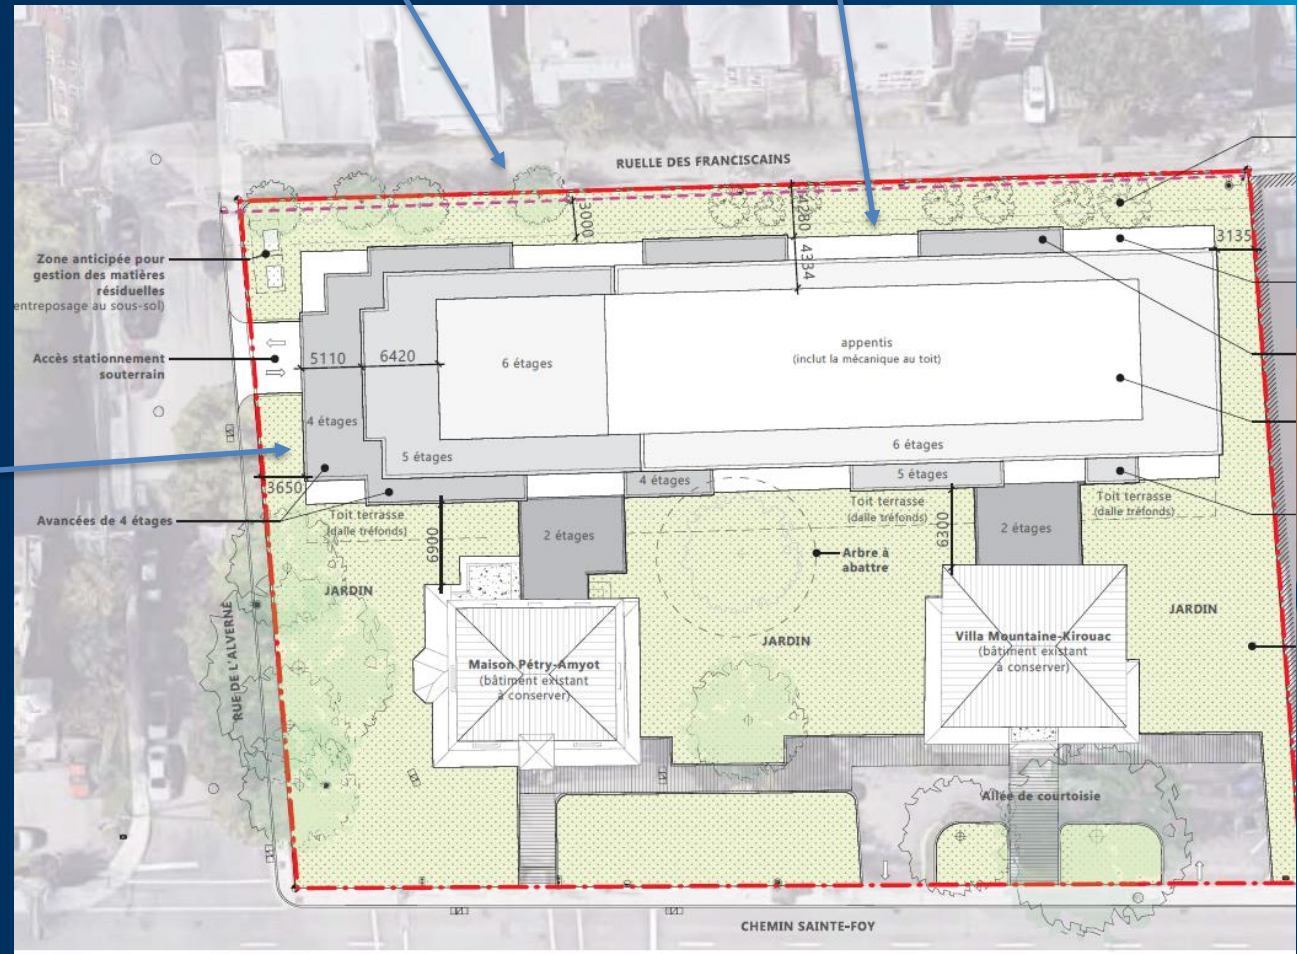 RUELLE DES FRANCISCAINS
3000
4280
4334
3135
Zone anticipée pour
gestion des matières
résiduelles
entreposage au sous-sol)
Accès stationnement
souterrain
5110
6420
6 étages
appentis
(inclut la mécanique au toit)
4 étages
5 étages
6 étages
3650
4 étages
5 étages
Avancées de 4 étages
Toit terrasse
(dalle tréfonds)
6900
2 étages
Toit terrasse
(dalle tréfonds)
6300
2 étages
Toit terrasse
(dalle tréfonds)
Arbre à
abattre
JARDIN
JARDIN
JARDIN
RUE DE L'ALVERNE
Maison Pétry-Amyot
(bâtiment existant
à conserver)
Villa Mountaine-Kirouac
(bâtiment existant
à conserver)
Allée de courtoisie
CHEMIN SAINTE-FOY